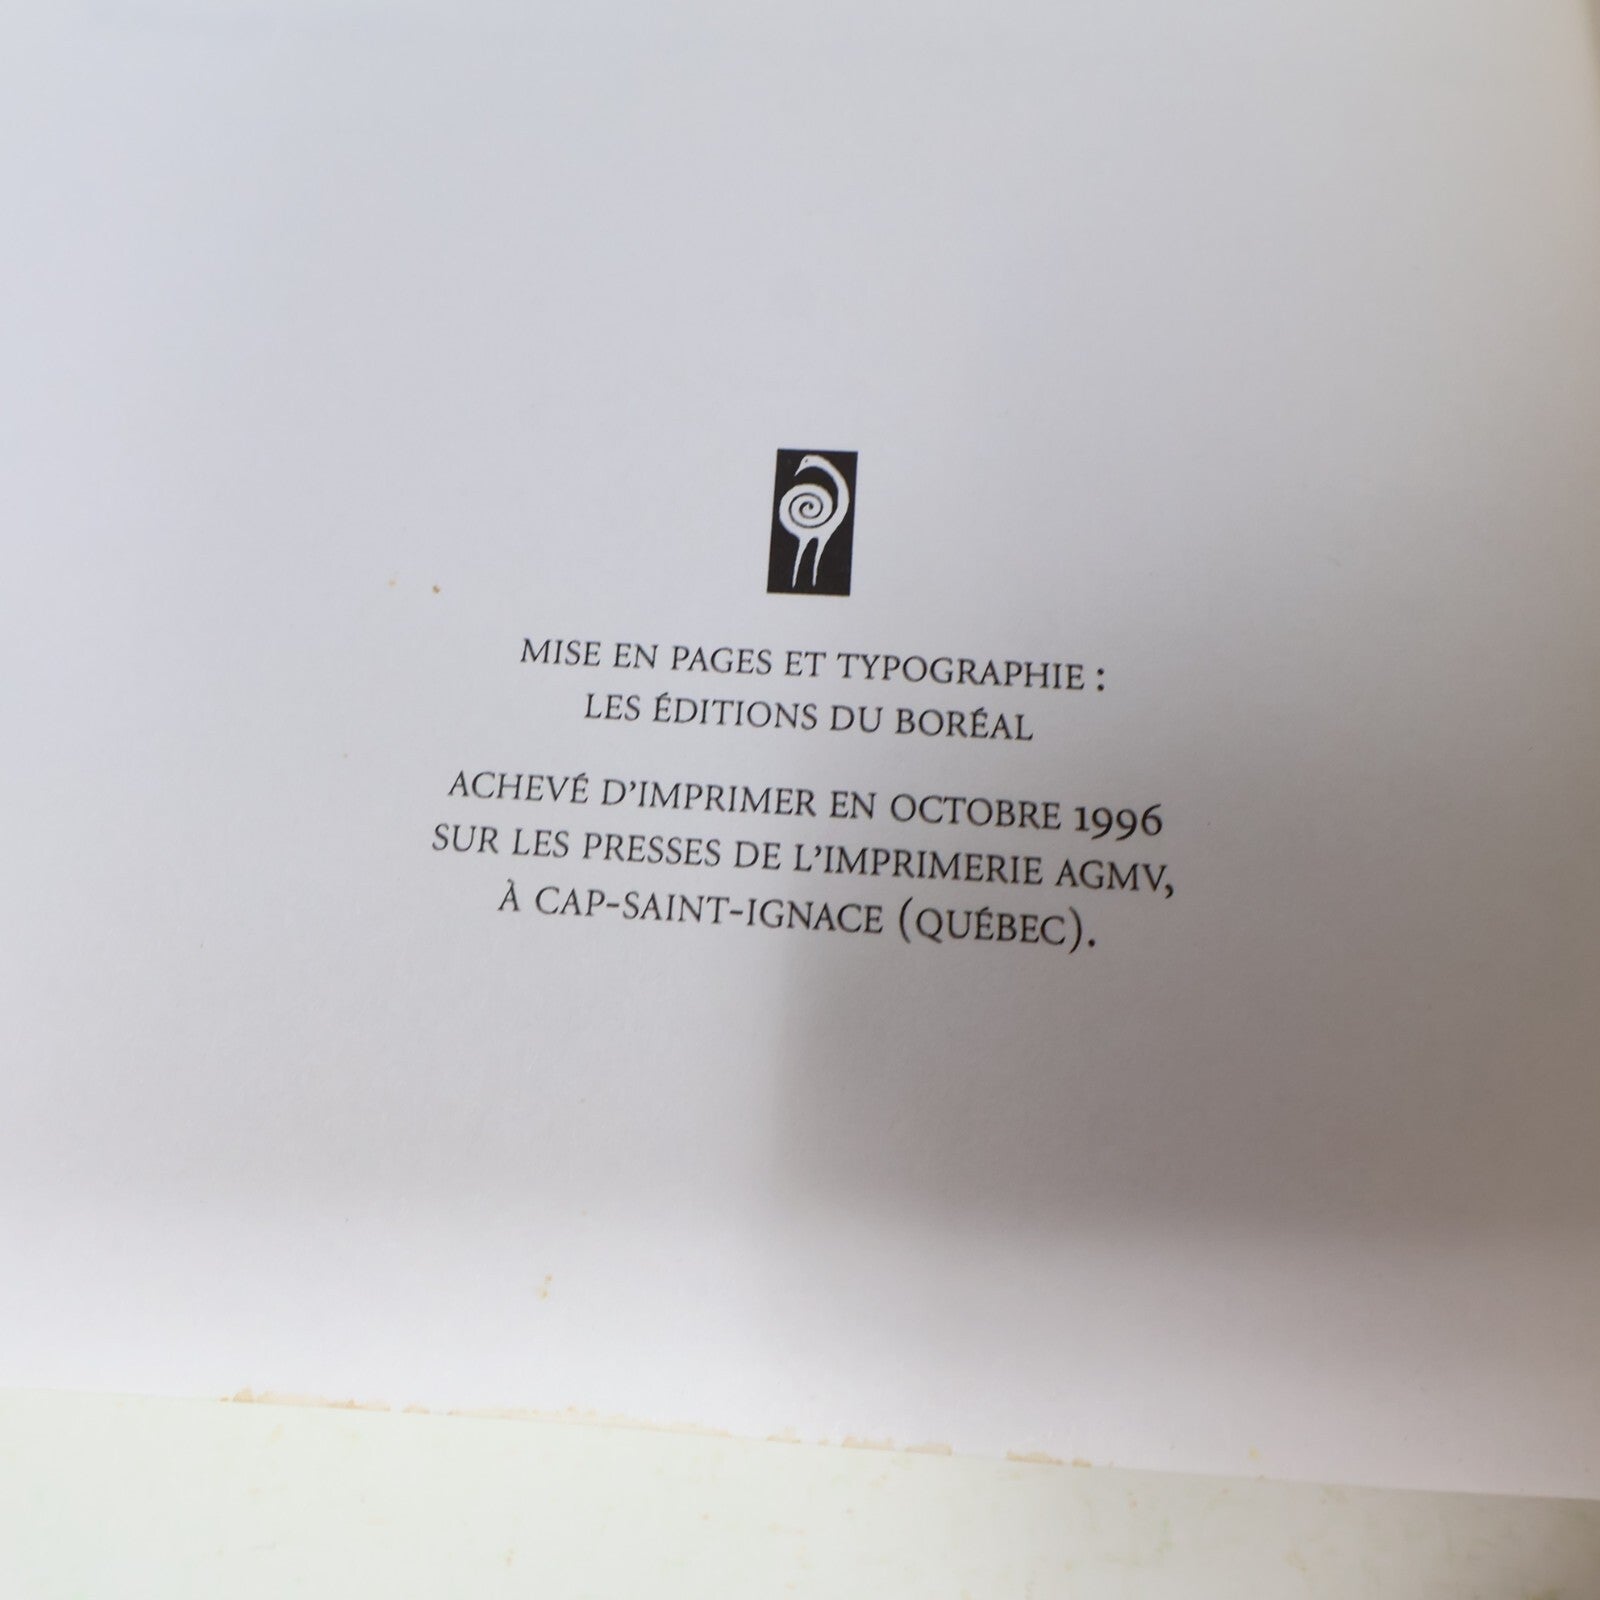 MISE EN PAGES ET TYPOGRAPHIE :
LES ÉDITIONS DU BORÉAL
ACHEVÉ D'IMPRIMER EN OCTOBRE 1996
SUR LES PRESSES DE L'IMPRIMERIE AGMV,
À CAP-SAINT-IGNACE (QUÉBEC).